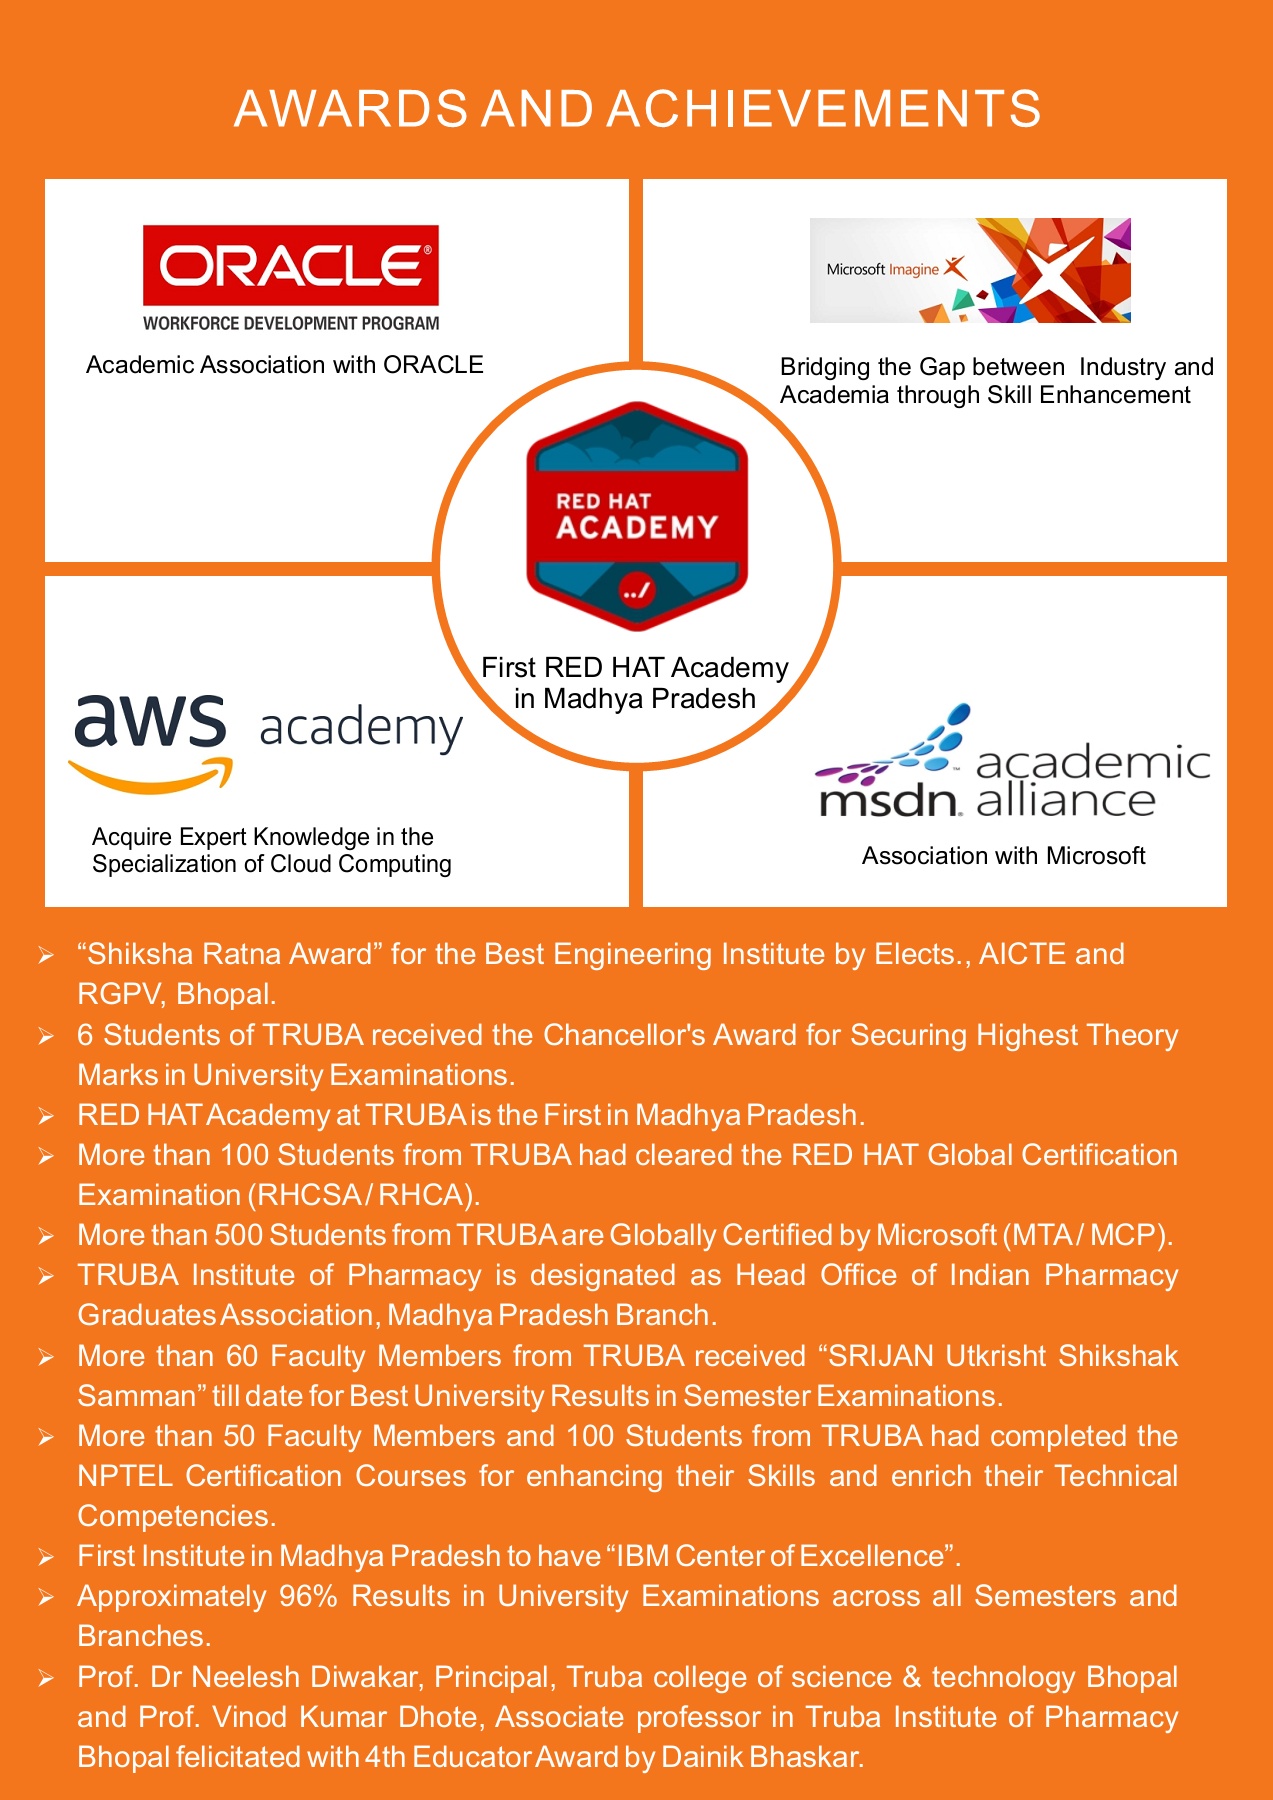 AWARDS AND ACHIEVEMENTS
ORACLE®
WORKFORCE DEVELOPMENT PROGRAM
Academic Association with ORACLE
Microsoft Imagine
Bridging the Gap between Industry and
Academia through Skill Enhancement
RED HAT
ACADEMY
../
First RED HAT Academy
in Madhya Pradesh
aws academy
Acquire Expert Knowledge in the
Specialization of Cloud Computing
msdn academic
alliance™
Association with Microsoft
➢ “Shiksha Ratna Award” for the Best Engineering Institute by Elects., AICTE and
RGPV, Bhopal.
➢ 6 Students of TRUBA received the Chancellor's Award for Securing Highest Theory
Marks in University Examinations.
➢ RED HAT Academy at TRUBA is the First in Madhya Pradesh.
➢ More than 100 Students from TRUBA had cleared the RED HAT Global Certification
Examination (RHCSA / RHCA).
➢ More than 500 Students from TRUBA are Globally Certified by Microsoft (MTA / MCP).
➢ TRUBA Institute of Pharmacy is designated as Head Office of Indian Pharmacy
Graduates Association, Madhya Pradesh Branch.
➢ More than 60 Faculty Members from TRUBA received “SRIJAN Utkrisht Shikshak
Samman” till date for Best University Results in Semester Examinations.
➢ More than 50 Faculty Members and 100 Students from TRUBA had completed the
NPTEL Certification Courses for enhancing their Skills and enrich their Technical
Competencies.
➢ First Institute in Madhya Pradesh to have “IBM Center of Excellence”.
➢ Approximately 96% Results in University Examinations across all Semesters and
Branches.
➢ Prof. Dr Neelesh Diwakar, Principal, Truba college of science & technology Bhopal
and Prof. Vinod Kumar Dhote, Associate professor in Truba Institute of Pharmacy
Bhopal felicitated with 4th Educator Award by Dainik Bhaskar.